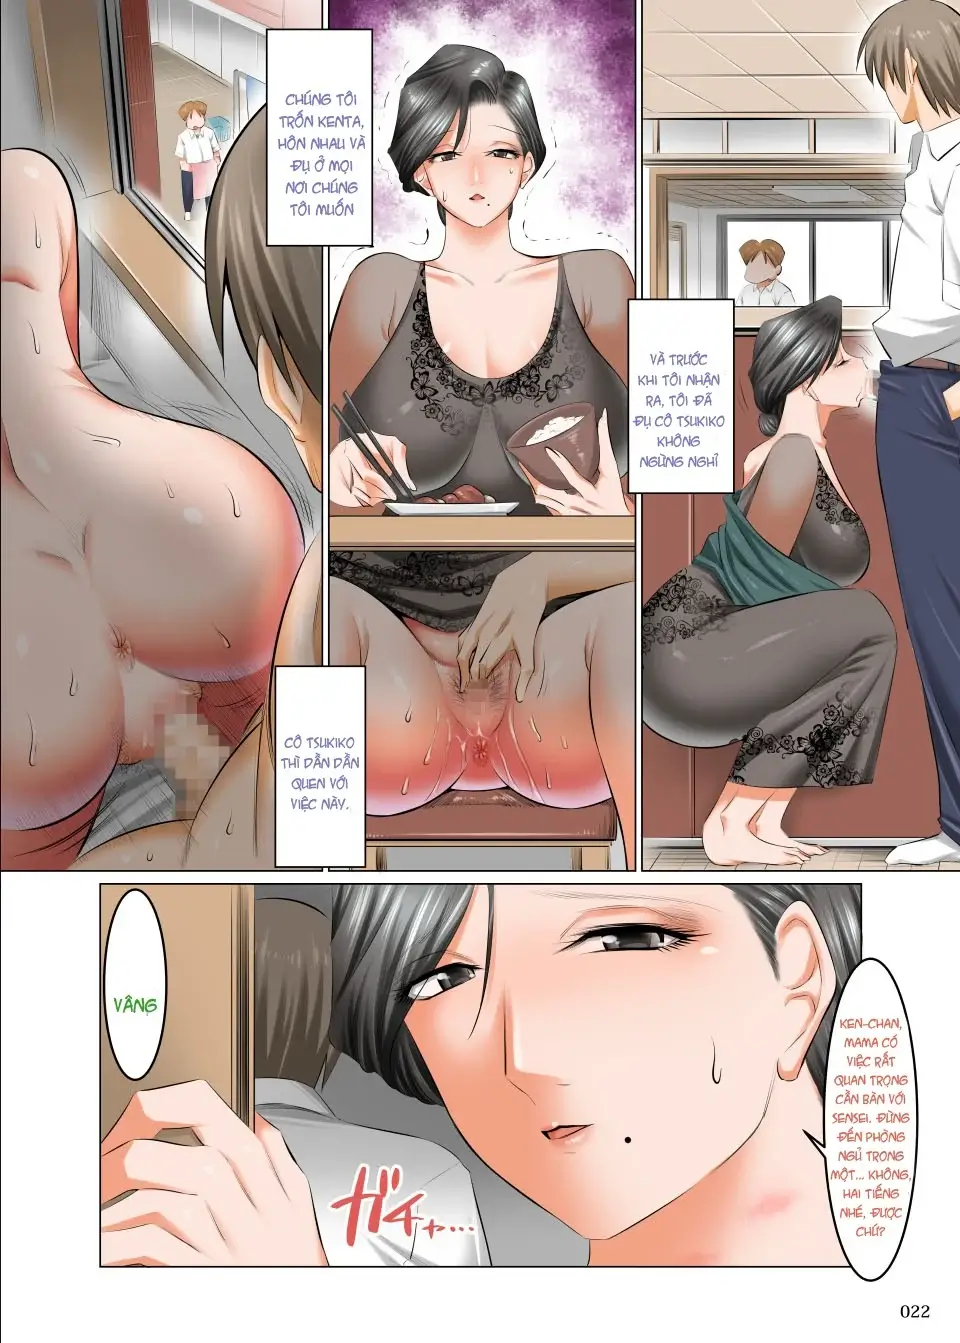 VÀ TRƯỚC
KHI TÔI NHẬN
RA, TÔI ĐÃ
ĐỤ CÔ TSUKIKO
KHÔNG
NGỪNG NGHỈ
CHÚNG TÔI
TRỐN KENTA,
HÔN NHAU VÀ
ĐỤ Ở MỌI
NƠI CHÚNG
TÔI MUỐN
CÔ TSUKIKO
THÌ DẦN DẦN
QUEN VỚI
VIỆC NÀY.
KEN-CHAN,
MAMA CÓ
VIỆC RẤT
QUAN TRỌNG
CẦN BÀN VỚI
SENSEI. ĐỪNG
ĐẾN PHÒNG
NGỦ TRONG
MỘT... KHÔNG,
HAI TIẾNG
NHÉ, ĐƯỢC
CHỨ?
VÂNG
ガチャ...
022